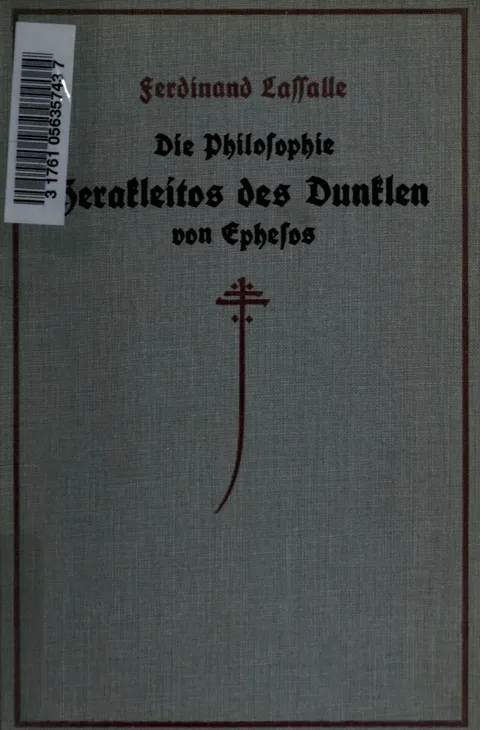 3 1761 05635743 7
Ferdinand Laſſalle
Die Philoſophie
Herakleitos des Dunklen
von Epheſos